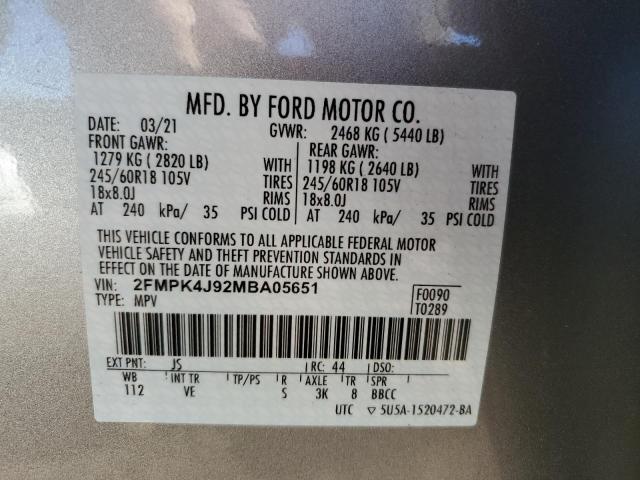 MFD. BY FORD MOTOR CO.
DATE: 03/21 GVWR: 2468 KG ( 5440 LB)
FRONT GAWR: REAR GAWR:
1279 KG ( 2820 LB) WITH 1198 KG ( 2640 LB) WITH
245/60R18 105V TIRES 245/60R18 105V TIRES
18x8.0J RIMS 18x8.0J RIMS
AT 240 kPa/ 35 PSI COLD AT 240 kPa/ 35 PSI COLD
THIS VEHICLE CONFORMS TO ALL APPLICABLE FEDERAL MOTOR
VEHICLE SAFETY AND THEFT PREVENTION STANDARDS IN
EFFECT ON THE DATE OF MANUFACTURE SHOWN ABOVE.
VIN: 2FMPK4J92MBA05651 F0090
TYPE: MPV T0289
EXT PNT: JS RC: 44 DSO:
WB INT TR TP/PS R AXLE TR SPR
112 VE S 3K 8 BBCC
UTC ▽ 5U5A-1520472-BA